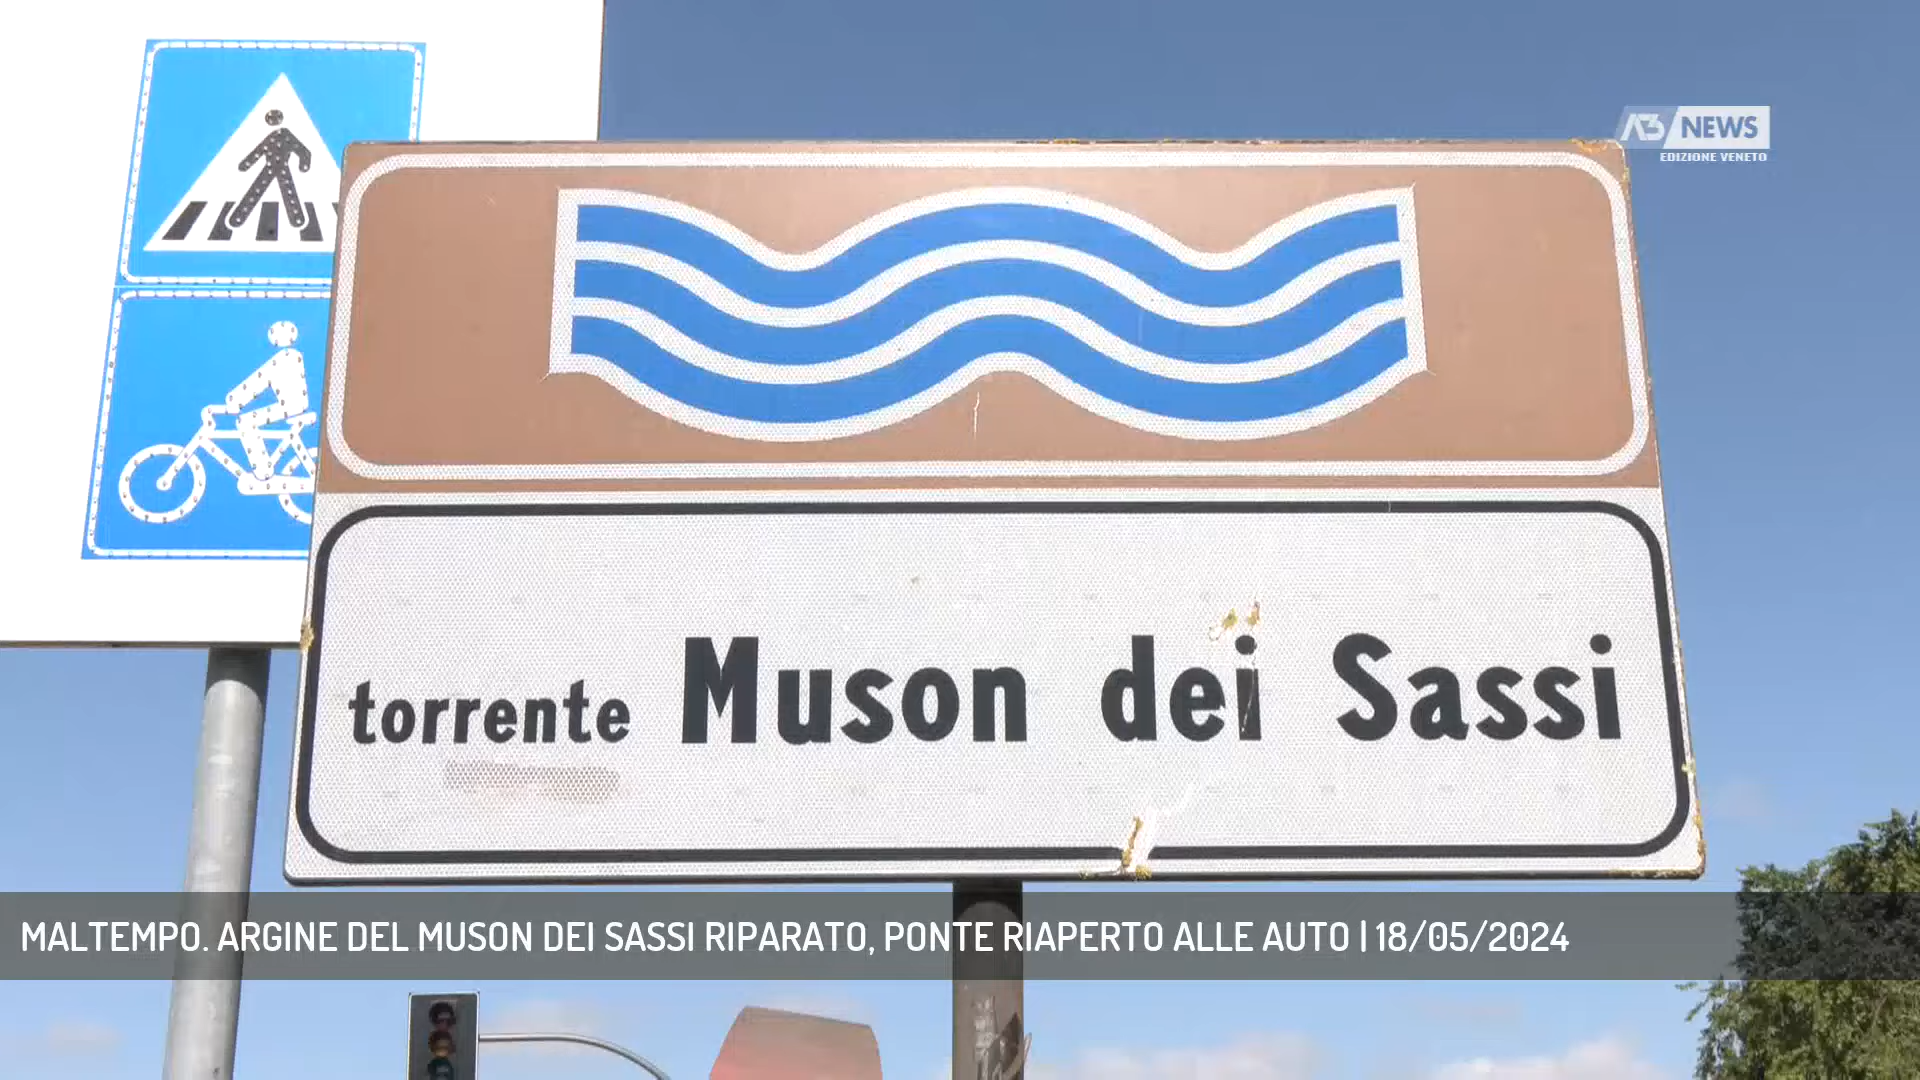 A3 NEWS
EDIZIONE VENETO
torrente Muson dei Sassi
MALTEMPO. ARGINE DEL MUSON DEI SASSI RIPARATO, PONTE RIAPERTO ALLE AUTO | 18/05/2024